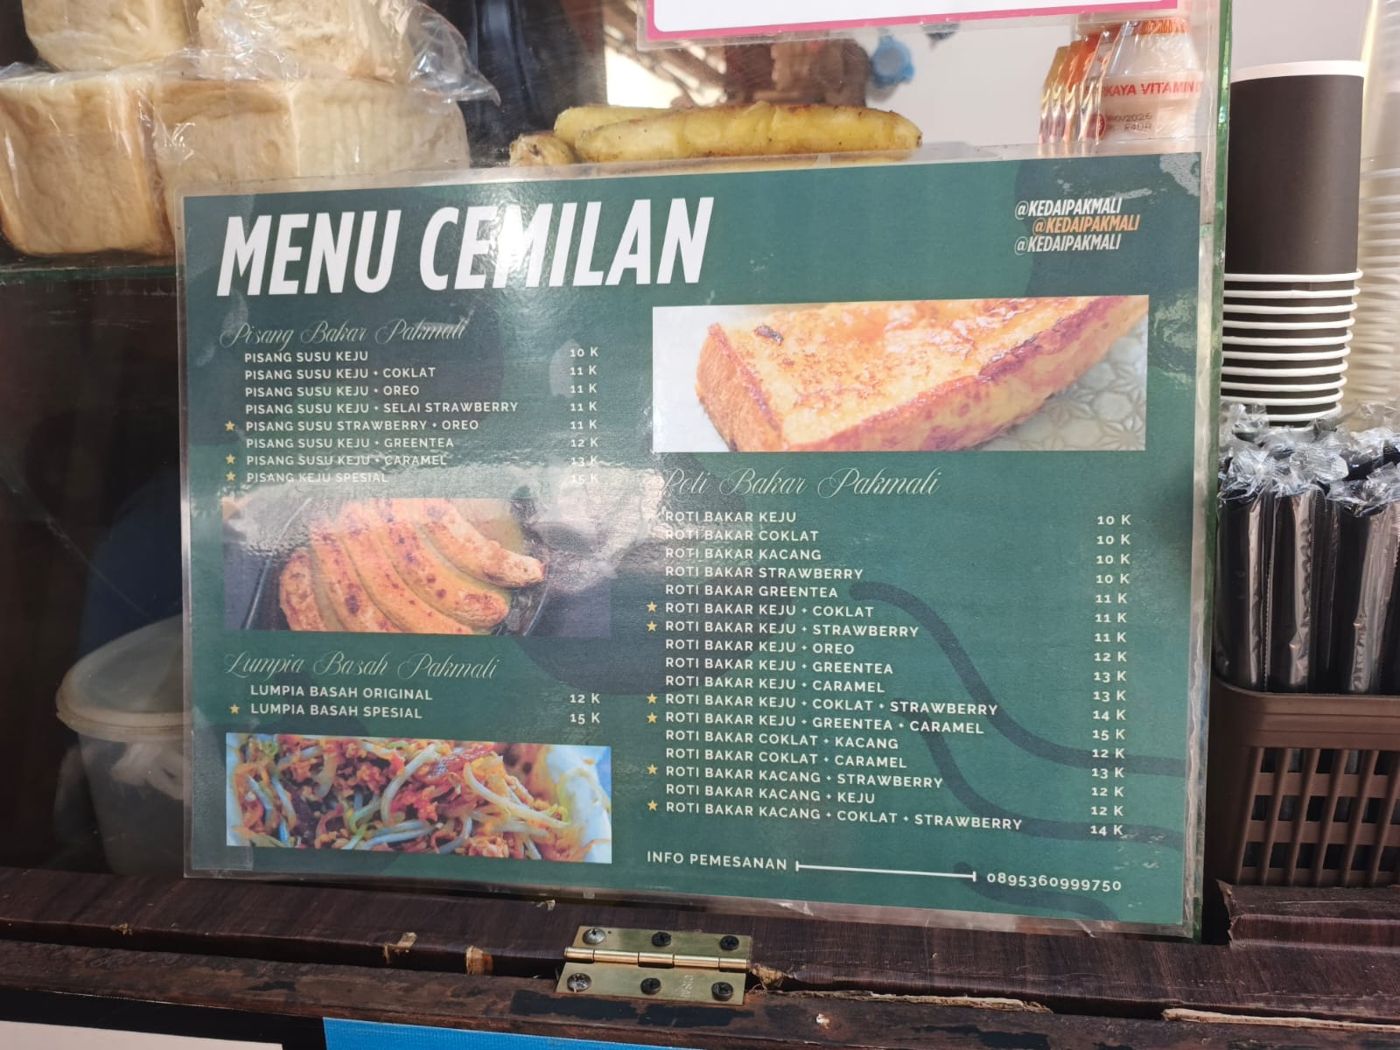 KAYA VITAMIN
MENU CEMILAN
@KEDAIPAKMALI
@KEDAIPAKMALI
@KEDAIPAKMALI
Pisang Bakar Pakmali
PISANG SUSU KEJU 10 K
PISANG SUSU KEJU + COKLAT 11 K
PISANG SUSU KEJU + OREO 11 K
PISANG SUSU KEJU + SELAI STRAWBERRY 11 K
PISANG SUSU STRAWBERRY + OREO 11 K
PISANG SUSU KEJU + GREENTEA 12 K
PISANG SUSU KEJU + CARAMEL 13 K
PISANG KEJU SPESIAL 15 K
Lumpia Basah Pakmali
LUMPIA BASAH ORIGINAL 12 K
LUMPIA BASAH SPESIAL 15 K
Roti Bakar Pakmali
ROTI BAKAR KEJU 10 K
ROTI BAKAR COKLAT 10 K
ROTI BAKAR KACANG 10 K
ROTI BAKAR STRAWBERRY 10 K
ROTI BAKAR GREENTEA 11 K
ROTI BAKAR KEJU + COKLAT 11 K
ROTI BAKAR KEJU + STRAWBERRY 11 K
ROTI BAKAR KEJU + OREO 12 K
ROTI BAKAR KEJU + GREENTEA 13 K
ROTI BAKAR KEJU + CARAMEL 13 K
ROTI BAKAR KEJU + COKLAT + STRAWBERRY 14 K
ROTI BAKAR KEJU + GREENTEA + CARAMEL 15 K
ROTI BAKAR COKLAT + KACANG 12 K
ROTI BAKAR COKLAT + CARAMEL 13 K
ROTI BAKAR KACANG + STRAWBERRY 12 K
ROTI BAKAR KACANG + KEJU 12 K
ROTI BAKAR KACANG + COKLAT + STRAWBERRY 14 K
INFO PEMESANAN 0895360999750